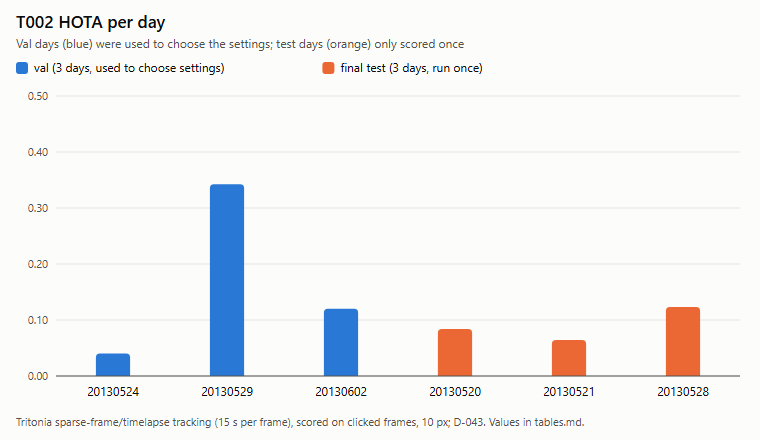 T002 HOTA per day
Val days (blue) were used to choose the settings; test days (orange) only scored once
val (3 days, used to choose settings)
final test (3 days, run once)
0.50
0.40
0.30
0.20
0.10
0.00
20130524
20130529
20130602
20130520
20130521
20130528
Tritonia sparse-frame/timelapse tracking (15 s per frame), scored on clicked frames, 10 px; D-043. Values in tables.md.